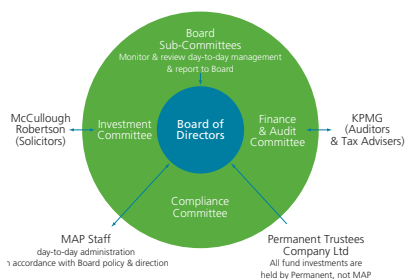 Board
Sub-Committees
Monitor & review day-to-day management
& report to Board
McCullough
Robertson
(Solicitors)
Investment
Committee
Board of
Directors
Finance
& Audit
Committee
KPMG
(Auditors
& Tax Advisers)
Compliance
Committee
MAP Staff
day-to-day administration
accordance with Board policy & direction
Permanent Trustees
Company Ltd
All fund investments are
held by Permanent, not MAP